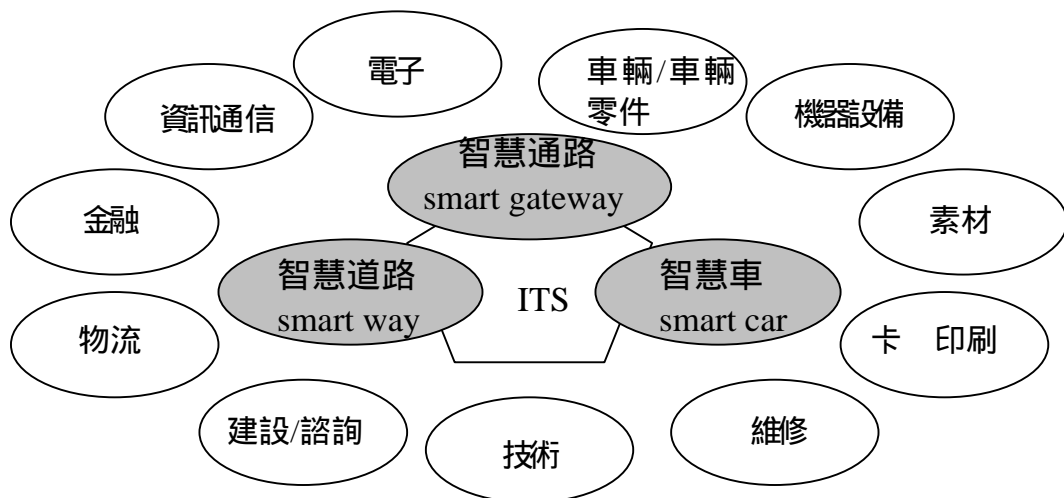 電子
車輛/車輛
零件
資訊通信
機器設備
智慧通路
smart gateway
金融
素材
智慧道路
smart way
ITS
智慧車
smart car
物流
卡 印刷
建設/諮詢
技術
維修